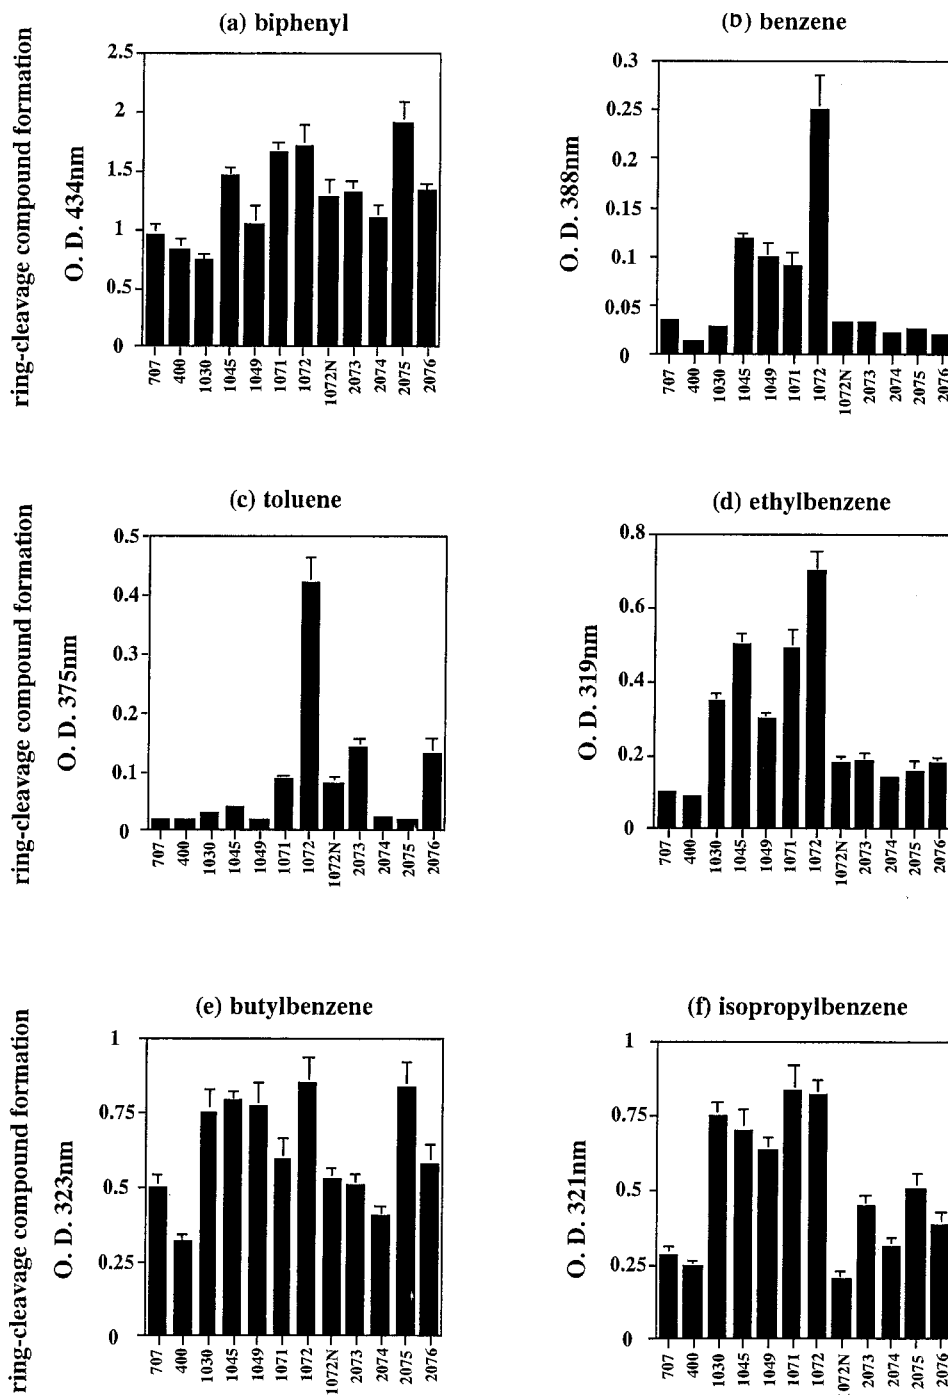 (a) biphenyl
ring-cleavage compound formation
O. D. 434nm
2.5
2
1.5
1
0.5
0
707 400 1030 1045 1049 1071 1072 1072N 2073 2074 2075 2076
(b) benzene
O. D. 388nm
0.3
0.25
0.2
0.15
0.1
0.05
0
707 400 1030 1045 1049 1071 1072 1072N 2073 2074 2075 2076
(c) toluene
ring-cleavage compound formation
O. D. 375nm
0.5
0.4
0.3
0.2
0.1
0
707 400 1030 1045 1049 1071 1072 1072N 2073 2074 2075 2076
(d) ethylbenzene
O. D. 319nm
0.8
0.6
0.4
0.2
0
707 400 1030 1045 1049 1071 1072 1072N 2073 2074 2075 2076
(e) butylbenzene
ring-cleavage compound formation
O. D. 323nm
1
0.75
0.5
0.25
0
707 400 1030 1045 1049 1071 1072 1072N 2073 2074 2075 2076
(f) isopropylbenzene
O. D. 321nm
1
0.75
0.5
0.25
0
707 400 1030 1045 1049 1071 1072 1072N 2073 2074 2075 2076